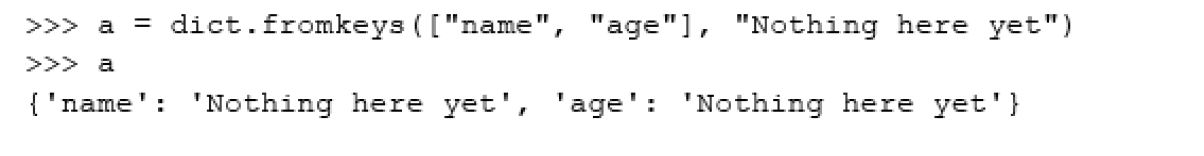 >>> a = dict.fromkeys(["name", "age"], "Nothing here yet")
>>> a
{'name': 'Nothing here yet', 'age': 'Nothing here yet'}